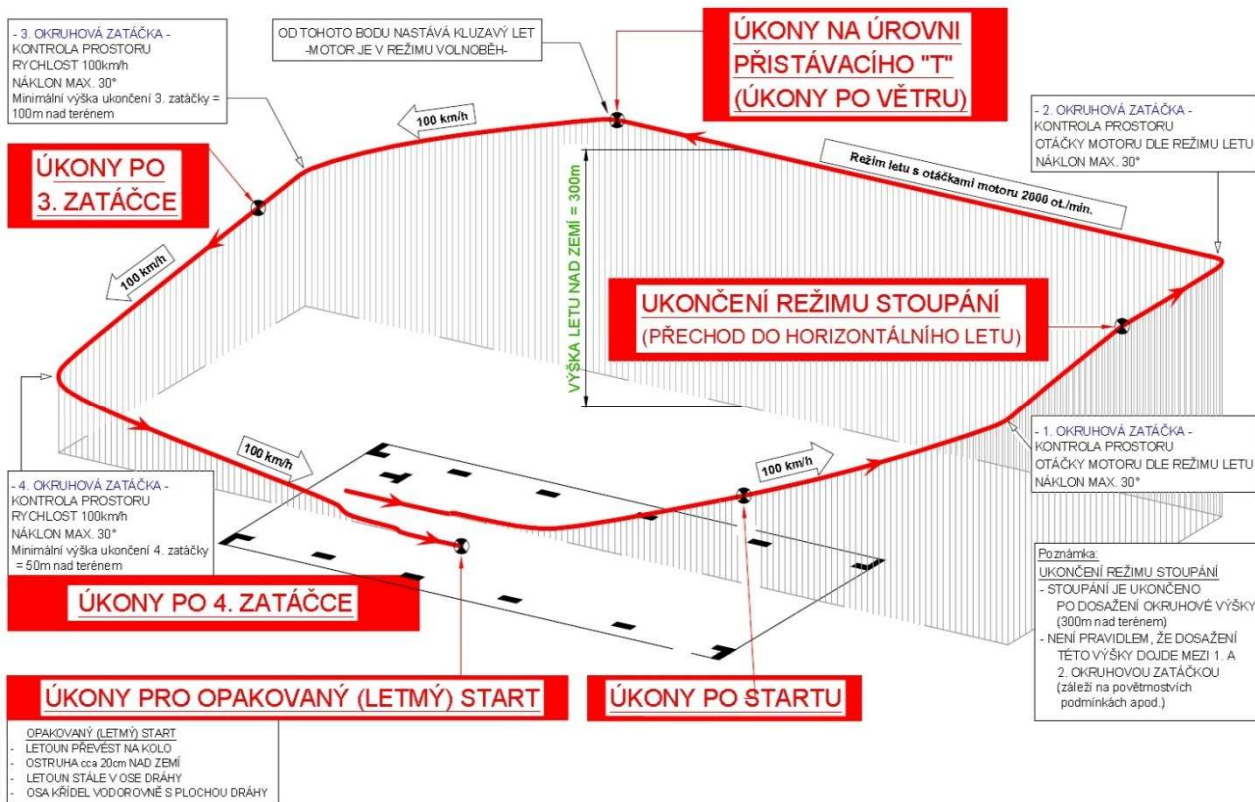 - 3. OKRUHOVÁ ZATÁČKA -
KONTROLA PROSTORU
RYCHLOST 100km/h
NÁKLON MAX. 30°
Minimální výška ukončení 3. zatáčky =
100m nad terénem
OD TOHOTO BODU NASTÁVÁ KLUZAVÝ LET
-MOTOR JE V REŽIMU VOLNOBĚH-
ÚKONY NA ÚROVNI
PŘISTÁVACÍHO "T"
(ÚKONY PO VĚTRU)
- 2. OKRUHOVÁ ZATÁČKA -
KONTROLA PROSTORU
OTÁČKY MOTORU DLE REŽIMU LETU
NÁKLON MAX. 30°
100 km/h
Režim letu s otáčkami motoru 2000 ot./min.
ÚKONY PO
3. ZATÁČCE
100 km/h
VÝŠKA LETU NAD ZEMÍ = 300m
UKONČENÍ REŽIMU STOUPÁNÍ
(PŘECHOD DO HORIZONTÁLNÍHO LETU)
- 1. OKRUHOVÁ ZATÁČKA -
KONTROLA PROSTORU
OTÁČKY MOTORU DLE REŽIMU LETU
NÁKLON MAX. 30°
100 km/h
100 km/h
- 4. OKRUHOVÁ ZATÁČKA -
KONTROLA PROSTORU
RYCHLOST 100km/h
NÁKLON MAX. 30°
Minimální výška ukončení 4. zatáčky
= 50m nad terénem
ÚKONY PO 4. ZATÁČCE
Poznámka:
UKONČENÍ REŽIMU STOUPÁNÍ
- STOUPÁNÍ JE UKONČENO
PO DOSAŽENÍ OKRUHOVÉ VÝŠKY
(300m nad terénem)
- NENÍ PRAVIDLEM, ŽE DOSAŽENÍ
TÉTO VÝŠKY DOJDE MEZI 1. A
2. OKRUHOVOU ZATÁČKOU
(záleží na povětrnostvích
podmínkách apod.)
ÚKONY PRO OPAKOVANÝ (LETMÝ) START
ÚKONY PO STARTU
OPAKOVANÝ (LETMÝ) START
- LETOUN PŘEVÉST NA KOLO
- OSTRUHA cca 20cm NAD ZEMÍ
- LETOUN STÁLE V OSE DRÁHY
- OSA KŘÍDEL VODOROVNĚ S PLOCHOU DRÁHY